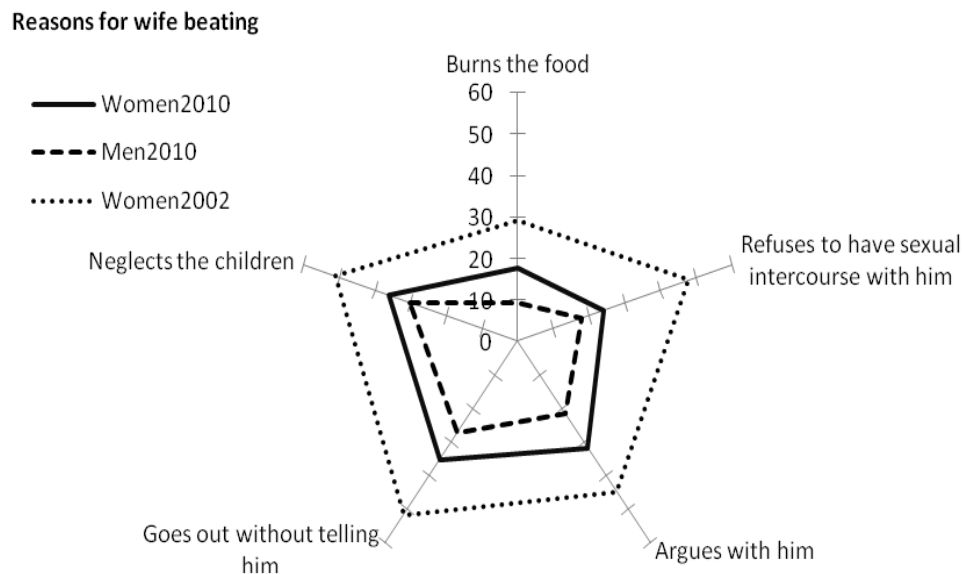 Reasons for wife beating
Women2010
Men2010
Women2002
Burns the food
60
50
40
30
20
10
0
Refuses to have sexual
intercourse with him
Argues with him
Goes out without telling
him
Neglects the children